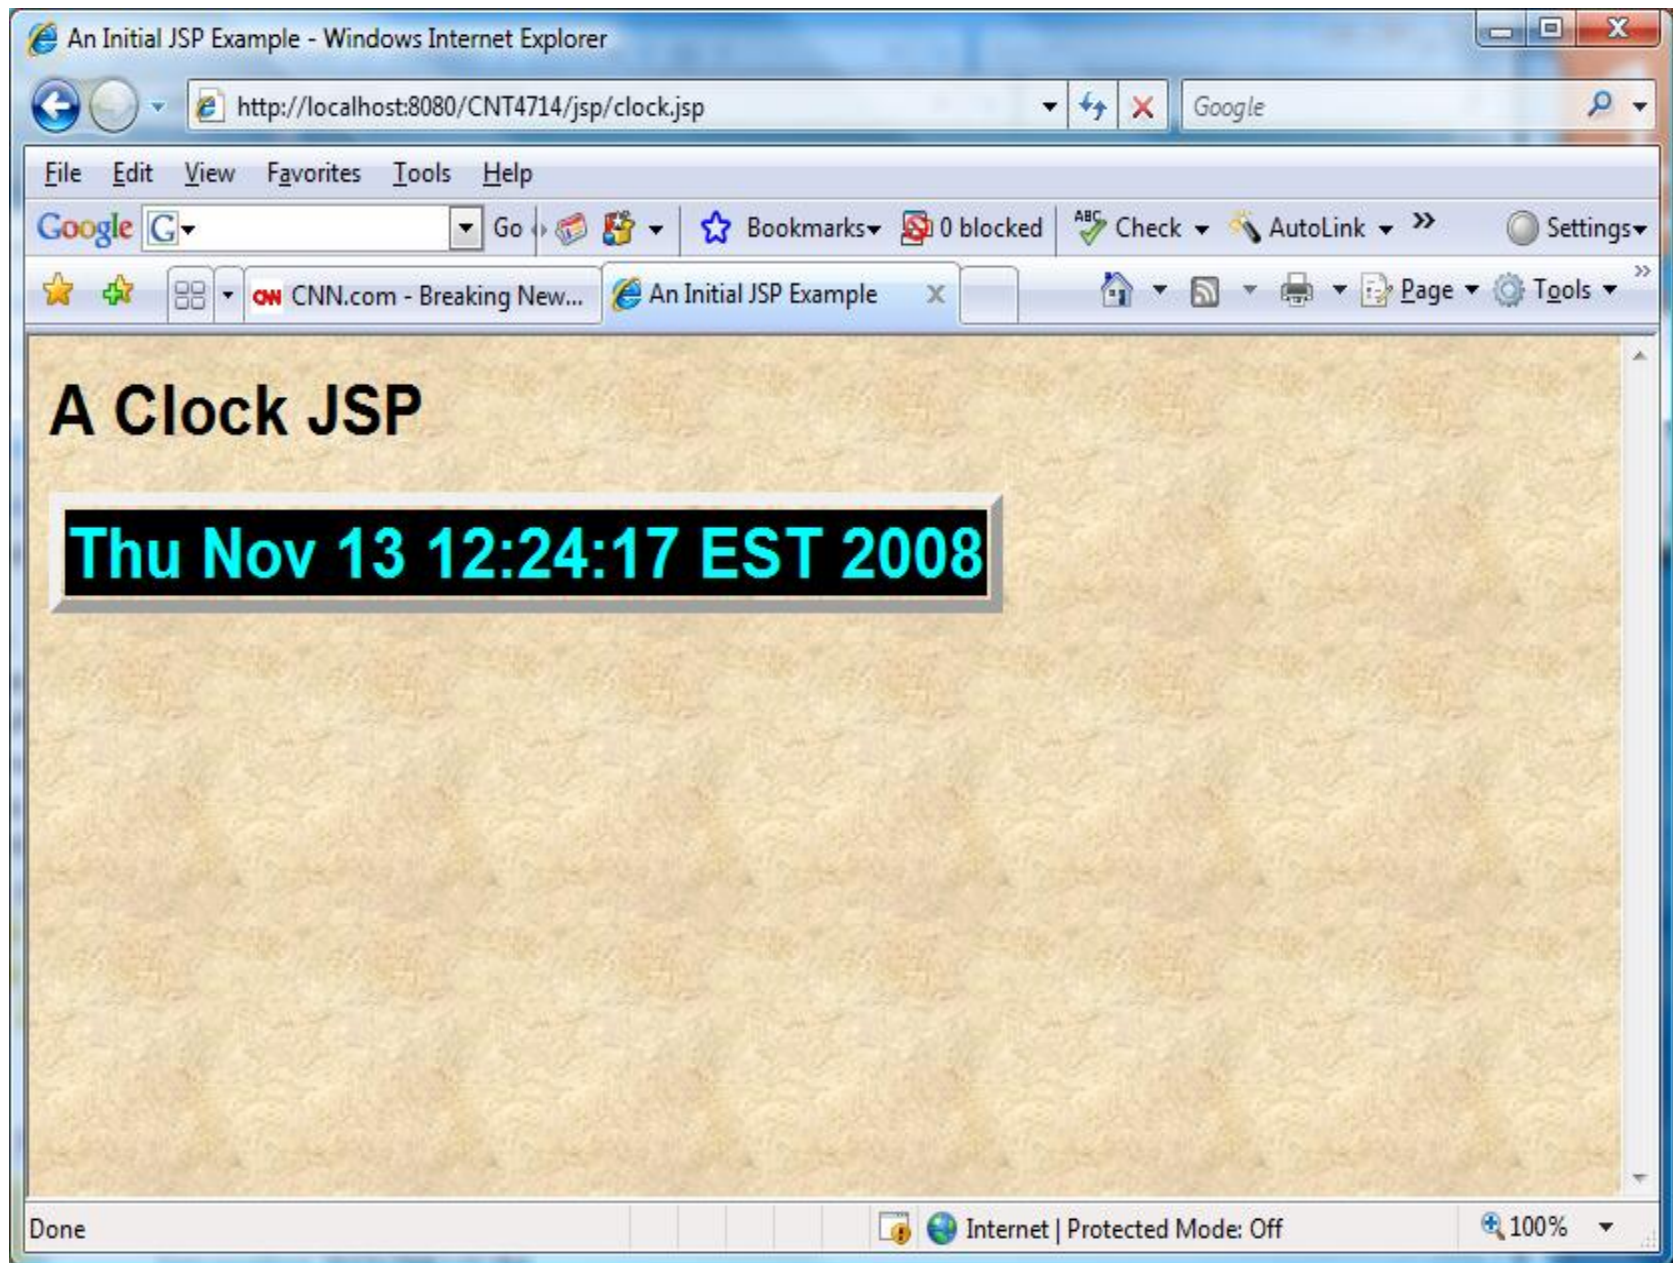 An Initial JSP Example - Windows Internet Explorer
http://localhost:8080/CNT4714/jsp/clock.jsp Google
File Edit View Favorites Tools Help
Google G Go Bookmarks 0 blocked ABC Check AutoLink » Settings
CNN CNN.com - Breaking New... An Initial JSP Example X Page Tools »
A Clock JSP
Thu Nov 13 12:24:17 EST 2008
Done Internet | Protected Mode: Off 100%